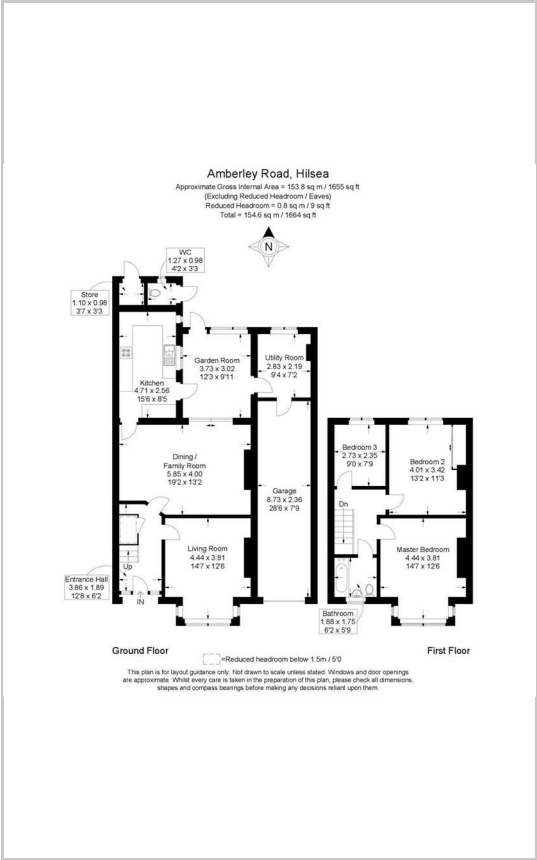 Amberley Road, Hilsea
Approximate Gross Internal Area = 153.8 sq m / 1655 sq ft
(Excluding Reduced Headroom / Eaves)
Reduced Headroom = 0.8 sq m / 9 sq ft
Total = 154.6 sq m / 1664 sq ft
N
WC
1.27 x 0.98
4'2 x 3'3
Store
1.10 x 0.98
3'7 x 3'3
Kitchen
4.71 x 2.56
15'6 x 8'5
Garden Room
3.73 x 3.02
12'3 x 9'11
Utility Room
2.83 x 2.19
9'4 x 7'2
Dining /
Family Room
5.85 x 4.00
19'2 x 13'2
Garage
8.73 x 2.36
28'6 x 7'9
Living Room
4.44 x 3.81
14'7 x 12'6
Up
Entrance Hall
3.86 x 1.89
12'8 x 6'2
IN
Bedroom 3
2.73 x 2.35
9'0 x 7'9
Bedroom 2
4.01 x 3.42
13'2 x 11'3
Dn
Master Bedroom
4.44 x 3.81
14'7 x 12'6
Bathroom
1.88 x 1.75
6'2 x 5'9
Ground Floor
First Floor
=Reduced headroom below 1.5m / 5'0
This plan is for layout guidance only. Not drawn to scale unless stated. Windows and door openings
are approximate. Whilst every care is taken in the preparation of this plan, please check all dimensions,
shapes and compass bearings before making any decisions reliant upon them.